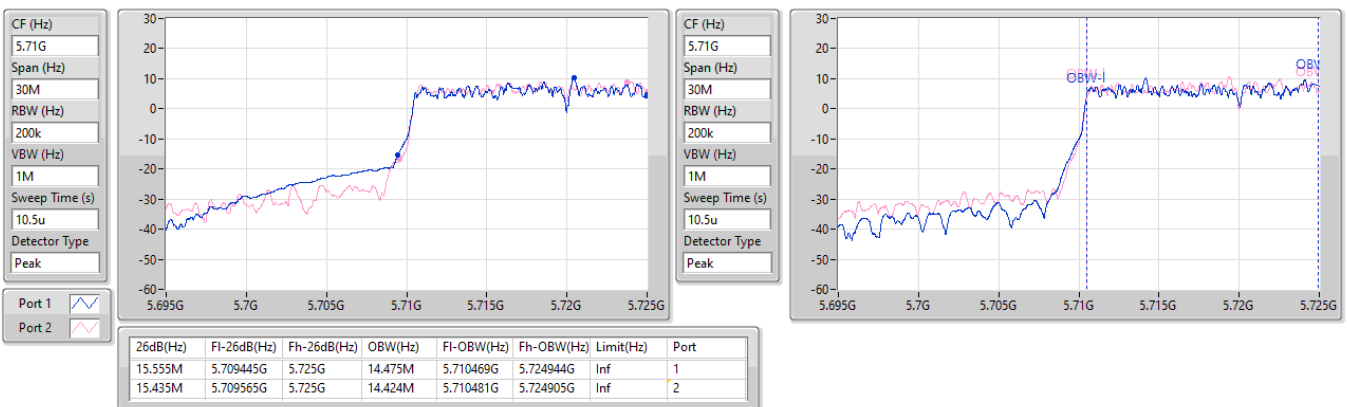 CF (Hz)
5.71G
Span (Hz)
30M
RBW (Hz)
200k
VBW (Hz)
1M
Sweep Time (s)
10.5u
Detector Type
Peak
Port 1
Port 2
30
20
10
0
-10
-20
-30
-40
-50
-60
5.695G 5.7G 5.705G 5.71G 5.715G 5.72G 5.725G
CF (Hz)
5.71G
Span (Hz)
30M
RBW (Hz)
200k
VBW (Hz)
1M
Sweep Time (s)
10.5u
Detector Type
Peak
30
20
10
0
-10
-20
-30
-40
-50
-60
OBW-l
OBW-l
OBW
OBW
5.695G 5.7G 5.705G 5.71G 5.715G 5.72G 5.725G
26dB(Hz) Fl-26dB(Hz) Fh-26dB(Hz) OBW(Hz) Fl-OBW(Hz) Fh-OBW(Hz) Limit(Hz) Port
15.555M 5.709445G 5.725G 14.475M 5.710469G 5.724944G Inf 1
15.435M 5.709565G 5.725G 14.424M 5.710481G 5.724905G Inf 2